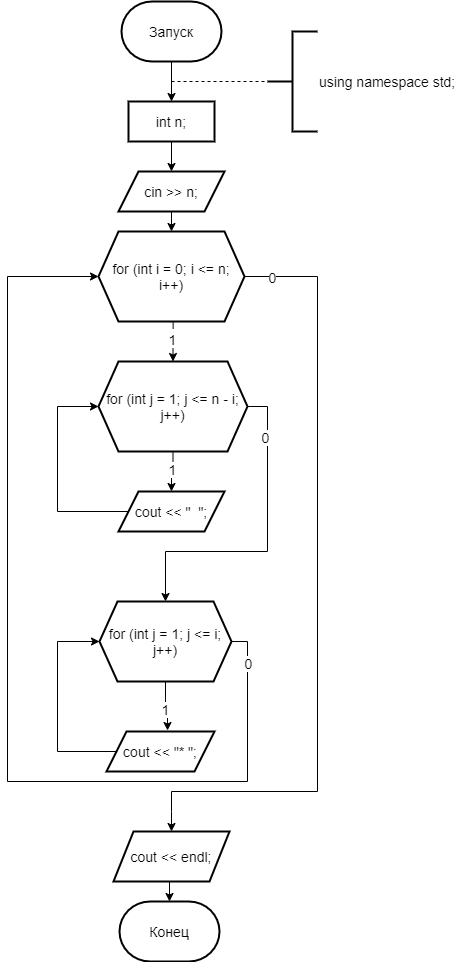 Запуск
using namespace std;
int n;
cin >> n;
for (int i = 0; i <= n;
i++)
0
1
for (int j = 1; j <= n - i;
j++)
0
1
cout << "  ";
for (int j = 1; j <= i;
j++)
0
1
cout << "* ";
cout << endl;
Конец